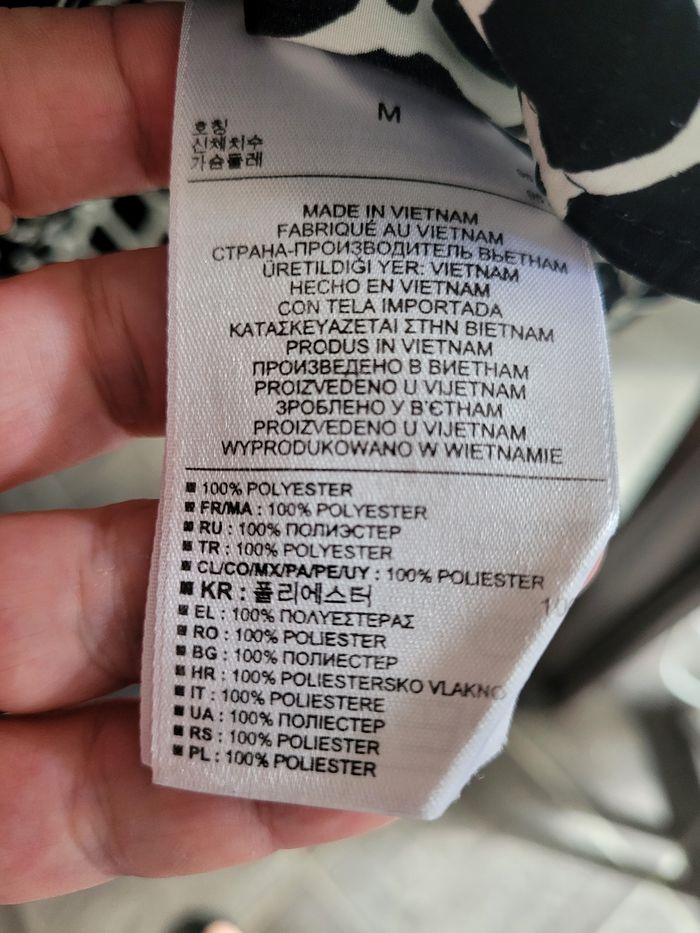 M
호칭
신체치수
가슴둘레
MADE IN VIETNAM
FABRIQUÉ AU VIETNAM
СТРАНА-ПРОИЗВОДИТЕЛЬ ВЬЕТНАМ
ÜRETILDIĞI YER: VIETNAM
HECHO EN VIETNAM
CON TELA IMPORTADA
ΚΑΤΑΣΚΕΥΑΖΕΤΑΙ ΣΤΗΝ ΒΙΕΤΝΑΜ
PRODUS IN VIETNAM
ПРОИЗВЕДЕНО В ВИЕТНАМ
PROIZVEDENO U VIJETNAM
ЗРОБЛЕНО У В'ЄТНАМ
PROIZVEDENO U VIJETNAM
WYPRODUKOWANO W WIETNAMIE
■ 100% POLYESTER
■ FR/MA : 100% POLYESTER
■ RU : 100% ПОЛИЭСТЕР
■ TR : 100% POLYESTER
■ CL/CO/MX/PA/PE/UY : 100% POLIESTER
■ KR : 폴리에스터
■ EL : 100% ΠΟΛΥΕΣΤΕΡΑΣ
■ RO : 100% POLIESTER
■ BG : 100% ПОЛИЕСТЕР
■ HR : 100% POLIESTERSKO VLAKNO
■ IT : 100% POLIESTERE
■ UA : 100% ПОЛІЕСТЕР
■ RS : 100% POLIESTER
■ PL : 100% POLIESTER